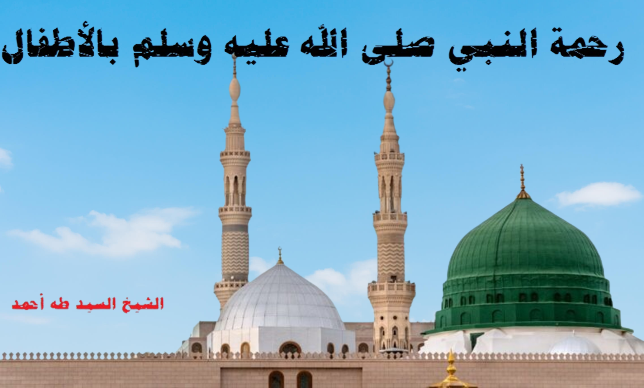 رحمة النبي صلى الله عليه وسلم بالأطفال
الشيخ السيد طه أحمد